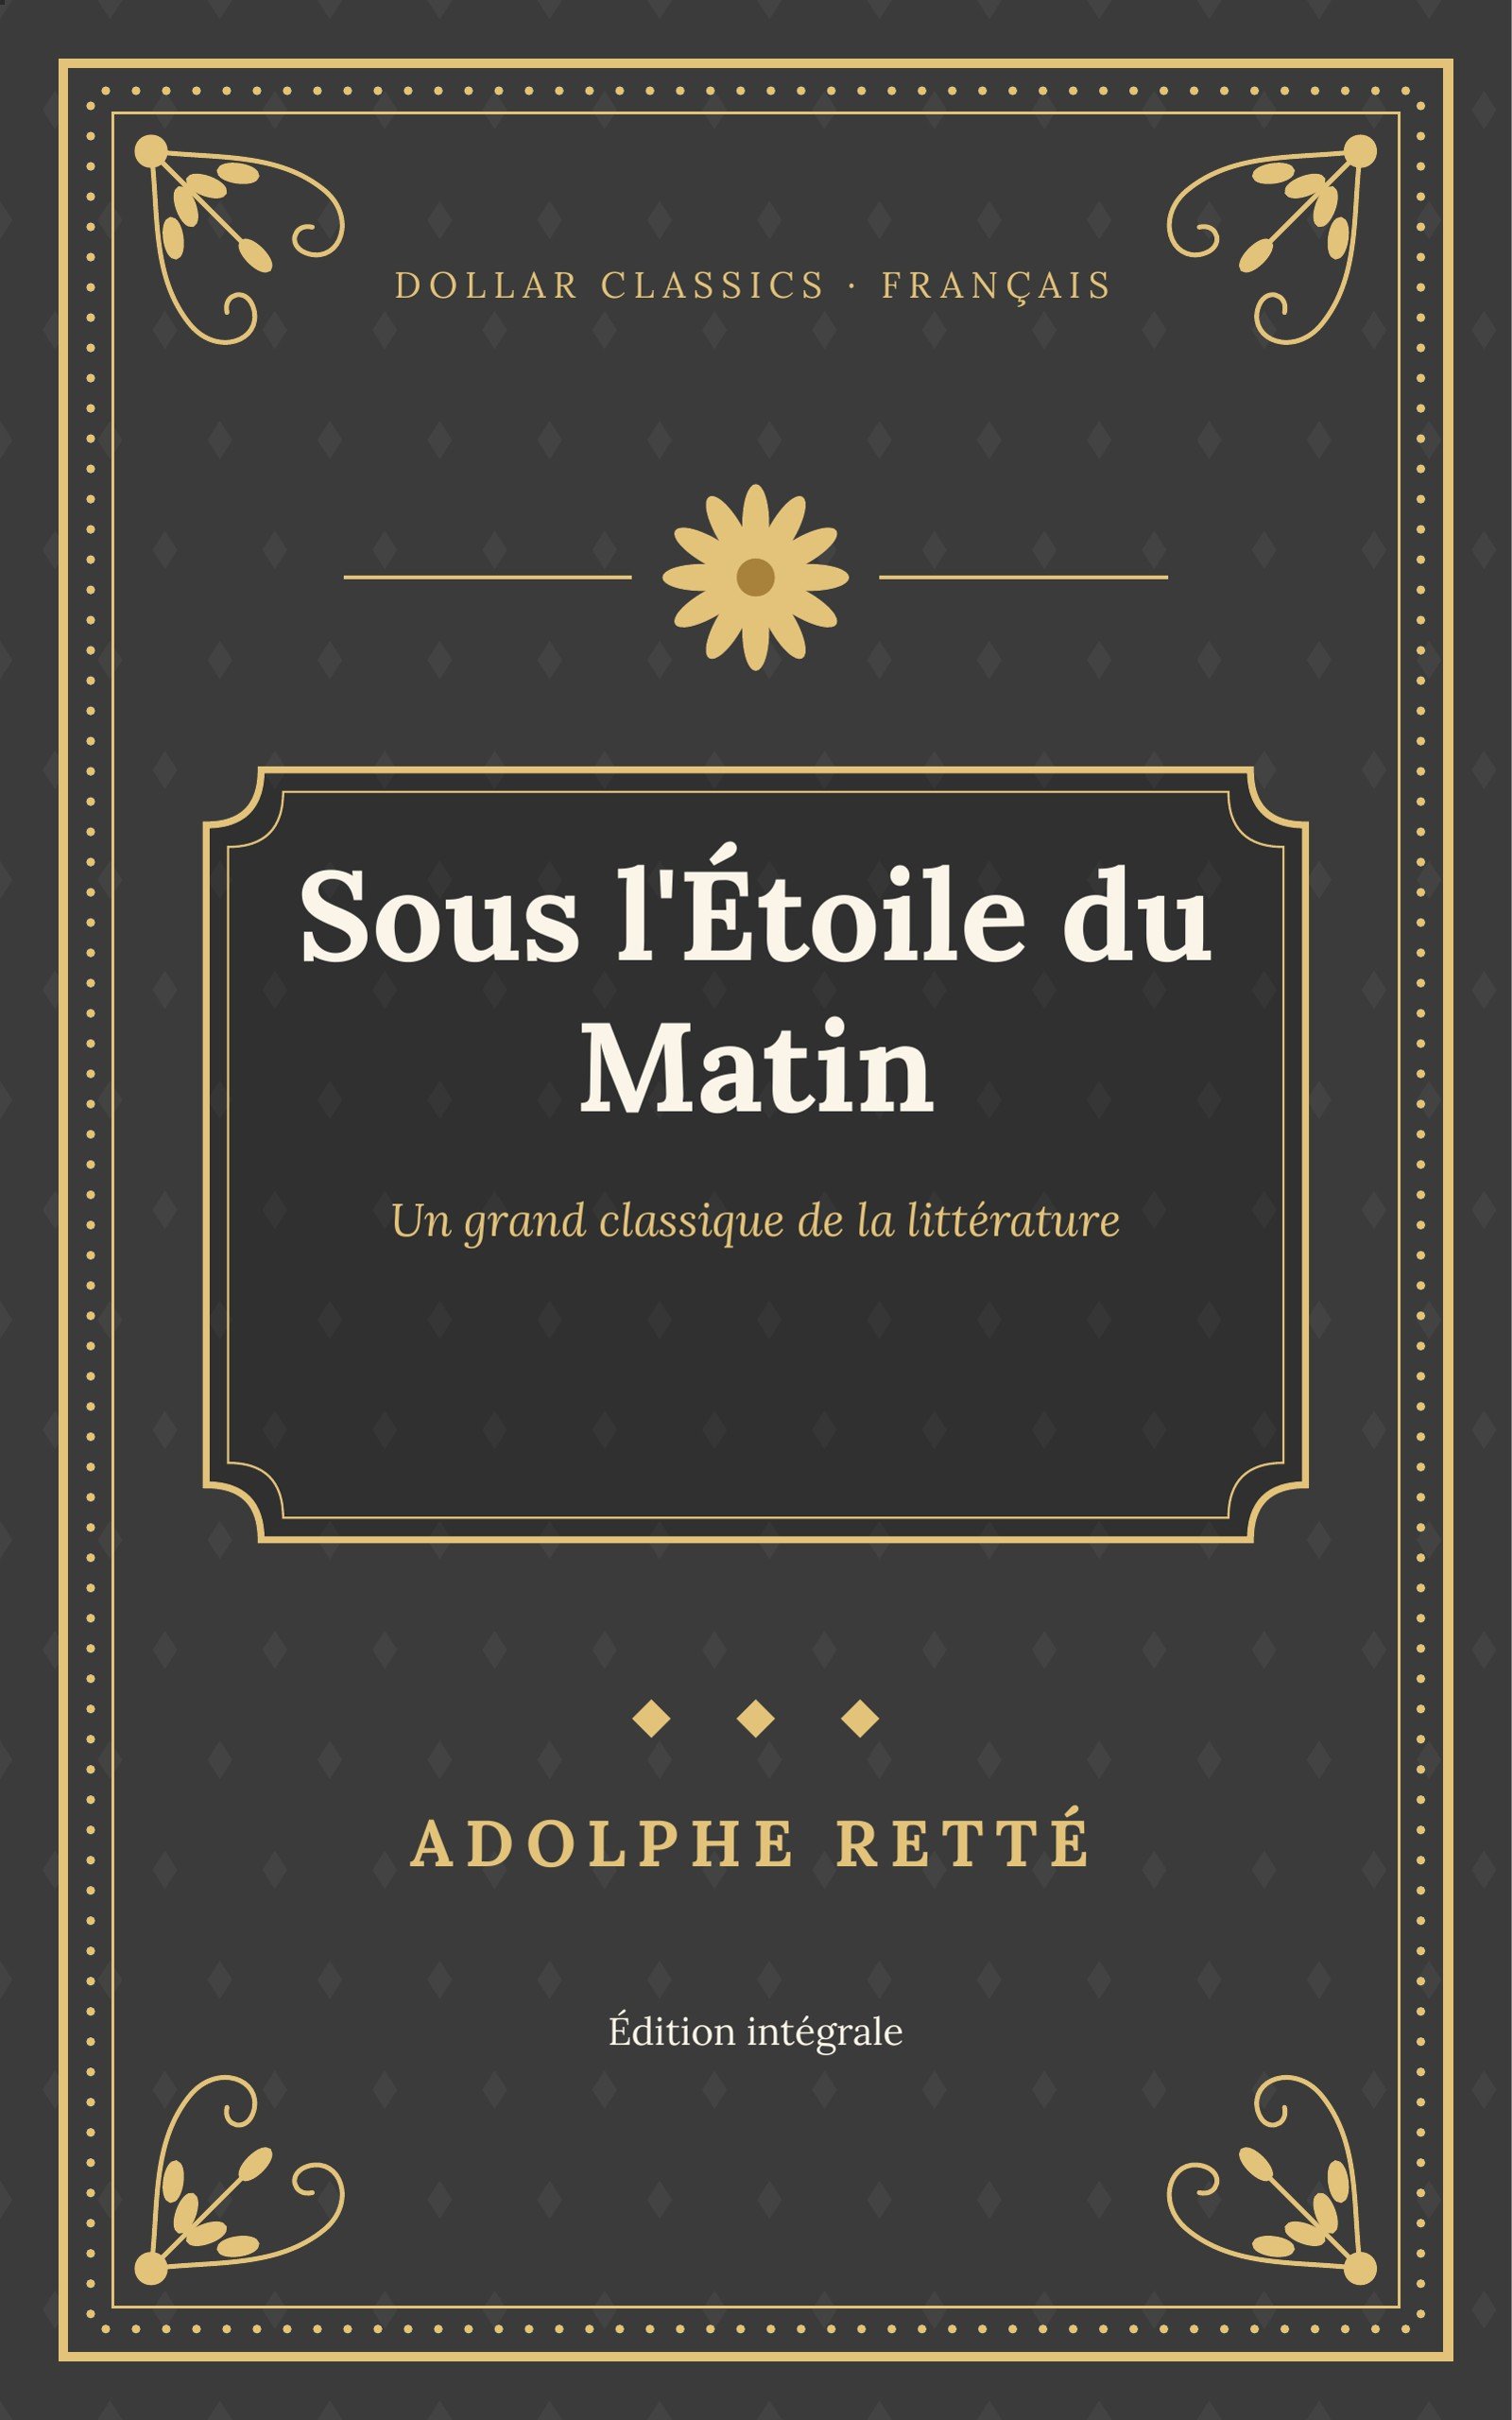 DOLLAR CLASSICS · FRANÇAIS
Sous l'Étoile du
Matin
Un grand classique de la littérature
ADOLPHE RETTÉ
Édition intégrale